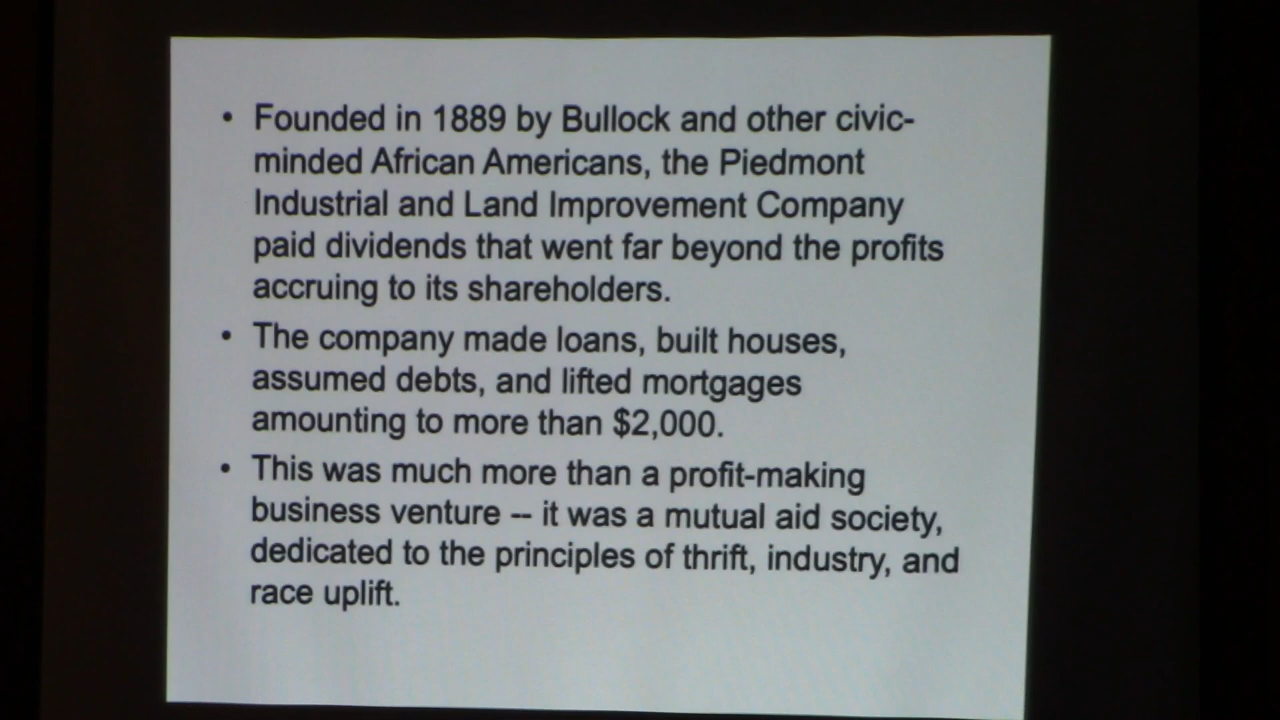 • Founded in 1889 by Bullock and other civic-
minded African Americans, the Piedmont
Industrial and Land Improvement Company
paid dividends that went far beyond the profits
accruing to its shareholders.
• The company made loans, built houses,
assumed debts, and lifted mortgages
amounting to more than $2,000.
• This was much more than a profit-making
business venture -- it was a mutual aid society,
dedicated to the principles of thrift, industry, and
race uplift.